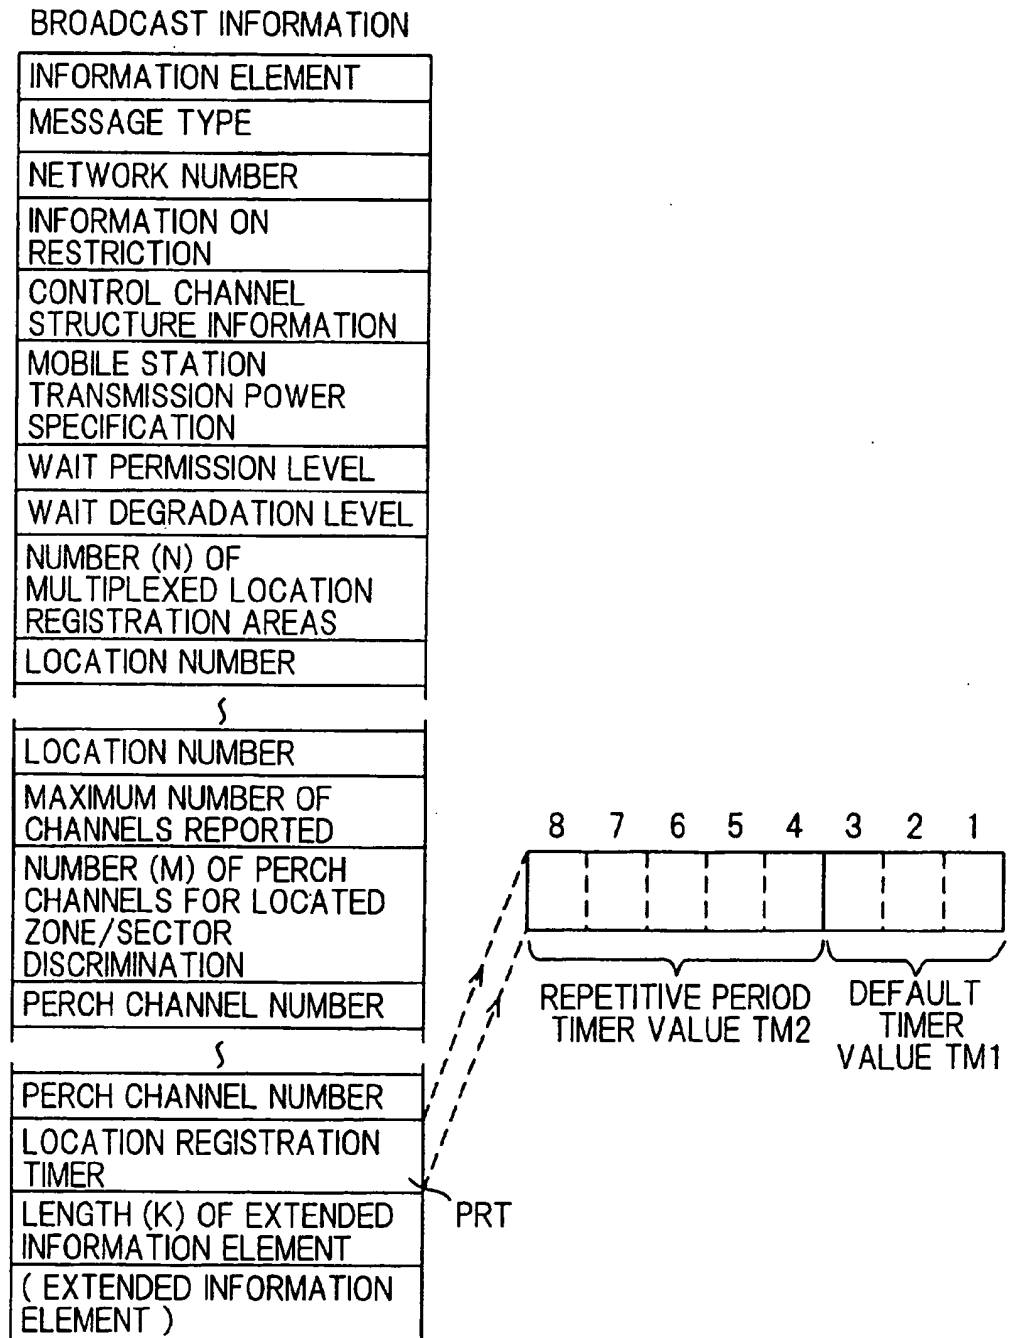 BROADCAST INFORMATION
INFORMATION ELEMENT
MESSAGE TYPE
NETWORK NUMBER
INFORMATION ON
RESTRICTION
CONTROL CHANNEL
STRUCTURE INFORMATION
MOBILE STATION
TRANSMISSION POWER
SPECIFICATION
WAIT PERMISSION LEVEL
WAIT DEGRADATION LEVEL
NUMBER (N) OF
MULTIPLEXED LOCATION
REGISTRATION AREAS
LOCATION NUMBER
LOCATION NUMBER
MAXIMUM NUMBER OF
CHANNELS REPORTED
NUMBER (M) OF PERCH
CHANNELS FOR LOCATED
ZONE/SECTOR
DISCRIMINATION
PERCH CHANNEL NUMBER
PERCH CHANNEL NUMBER
LOCATION REGISTRATION
TIMER
LENGTH (K) OF EXTENDED
INFORMATION ELEMENT
( EXTENDED INFORMATION
ELEMENT )
8 7 6 5 4 3 2 1
REPETITIVE PERIOD
TIMER VALUE TM2
DEFAULT
TIMER
VALUE TM1
PRT